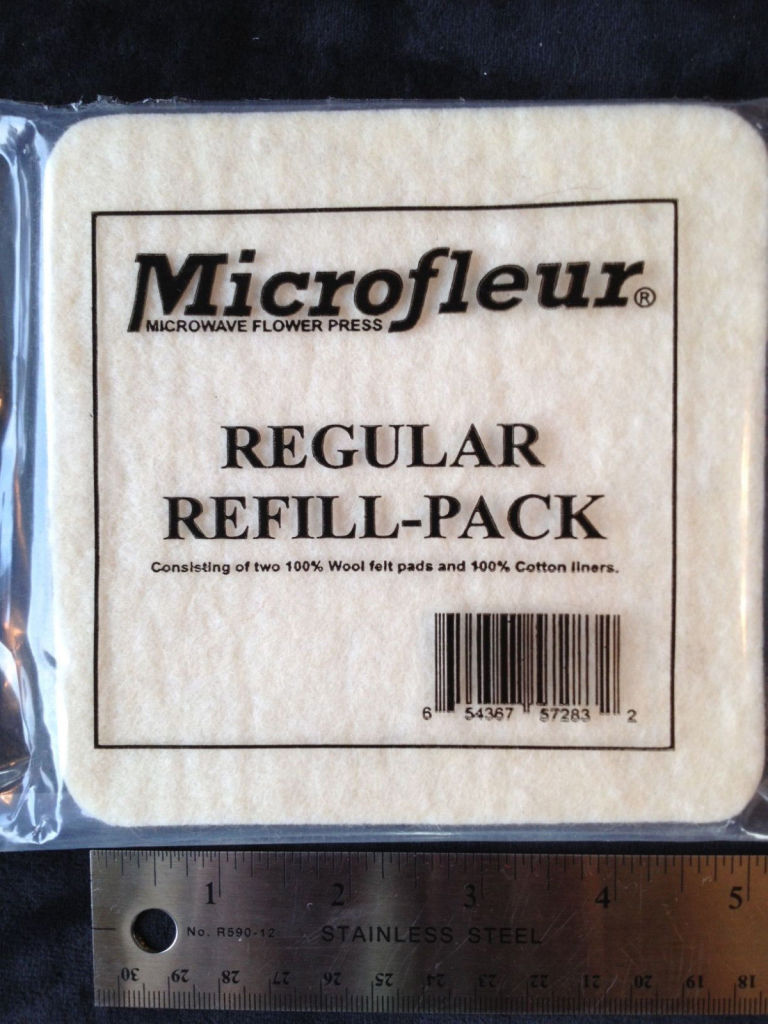 Microfleur®
MICROWAVE FLOWER PRESS
REGULAR
REFILL-PACK
Consisting of two 100% Wool felt pads and 100% Cotton liners.
6 54367 57283 2
1 2 3 4 5
No. R590-12 STAINLESS STEEL
30 29 28 27 26 25 24 23 22 21 20 19 18